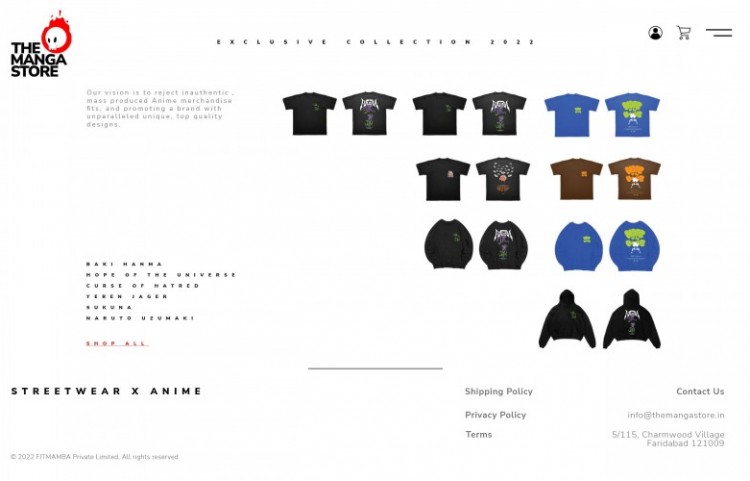 THE
MANGA
STORE
EXCLUSIVE COLLECTION 2022
Our vision is to reject inauthentic ,
mass produced Anime merchandise
fits, and promoting a brand with
unparalleled unique, top quality
designs.
BAKI HANMA
HOPE OF THE UNIVERSE
CURSE OF HATRED
YEREN JAGER
SUKUNA
NARUTO UZUMAKI
SHOP ALL
STREETWEAR X ANIME
Shipping Policy
Privacy Policy
Terms
Contact Us
info@themangastore.in
5/115, Charmwood Village
Faridabad 121009
© 2022 FITMAMBA Private Limited, All rights reserved